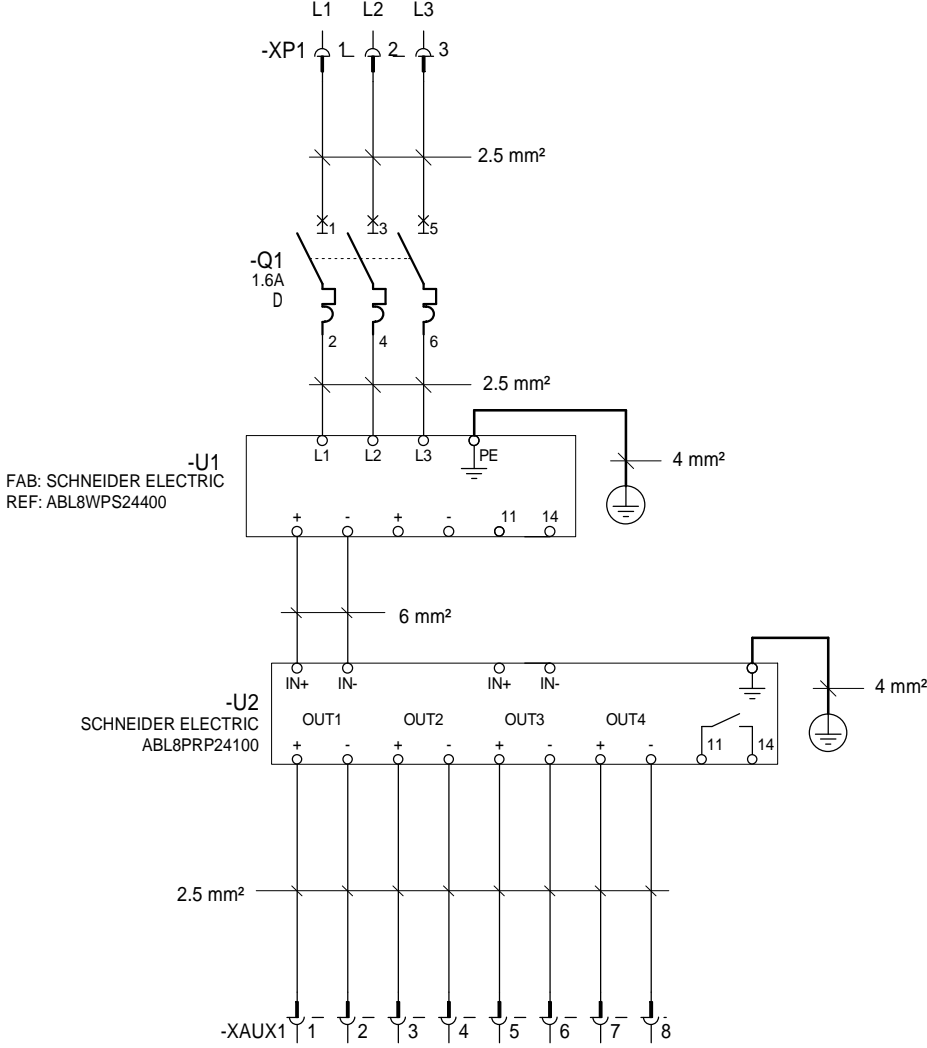 L1 L2 L3
-XP1 1 2 3
2.5 mm²
1 3 5
-Q1
1.6A
D
2 4 6
2.5 mm²
L1 L2 L3 PE
4 mm²
-U1
FAB: SCHNEIDER ELECTRIC
REF: ABL8WPS24400
+ - + - 11 14
6 mm²
IN+ IN- IN+ IN-
4 mm²
-U2
SCHNEIDER ELECTRIC
ABL8PRP24100
OUT1 OUT2 OUT3 OUT4
+ - + - + - + - 11 14
2.5 mm²
-XAUX1 1 2 3 4 5 6 7 8